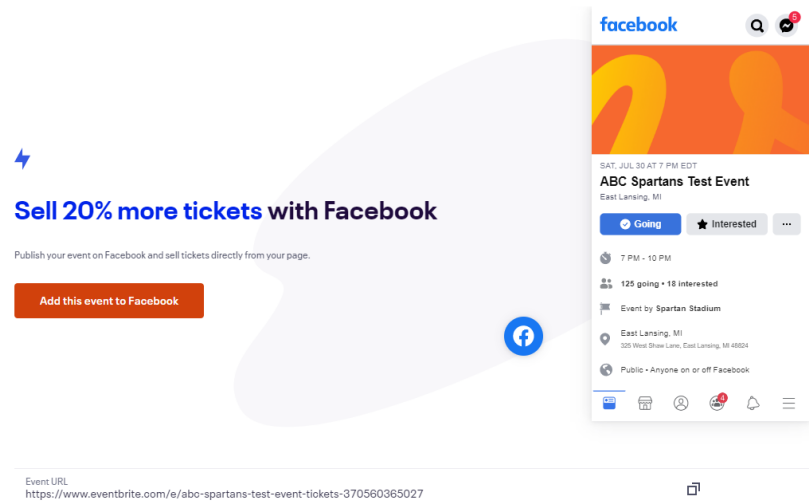 facebook
5
SAT, JUL 30 AT 7 PM EDT
ABC Spartans Test Event
East Lansing, MI
Going
Interested
...
7 PM - 10 PM
125 going • 18 interested
Event by Spartan Stadium
East Lansing, MI
325 West Shaw Lane, East Lansing, MI 48824
Public • Anyone on or off Facebook
4
Sell 20% more tickets with Facebook
Publish your event on Facebook and sell tickets directly from your page.
Add this event to Facebook
Event URL
https://www.eventbrite.com/e/abc-spartans-test-event-tickets-370560365027